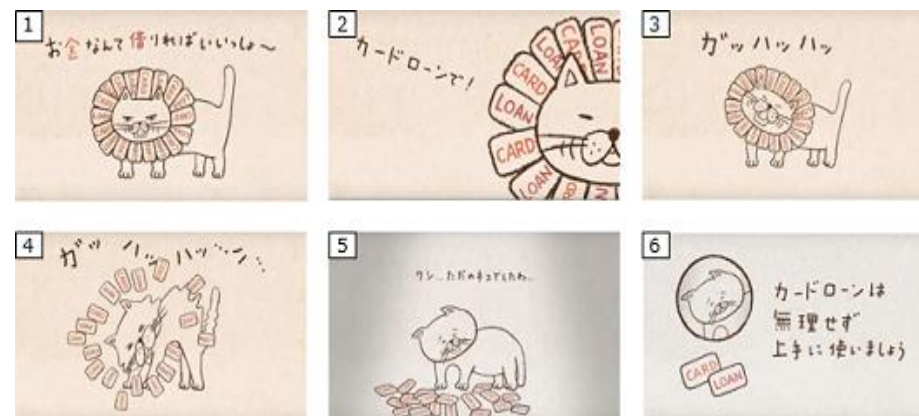 1
お金なんて借りればいいっしょ～
2
カードローンで!
CARD
LOAN
CARD
LOAN
CARD
LOAN
CARD
LOAN
3
ガッハッハッ
4
ガッハッハッ…ハ…
5
ワシ…ただのネコでしたわ…
6
カードローンは
無理せず
上手に使いましょう
CARD
LOAN